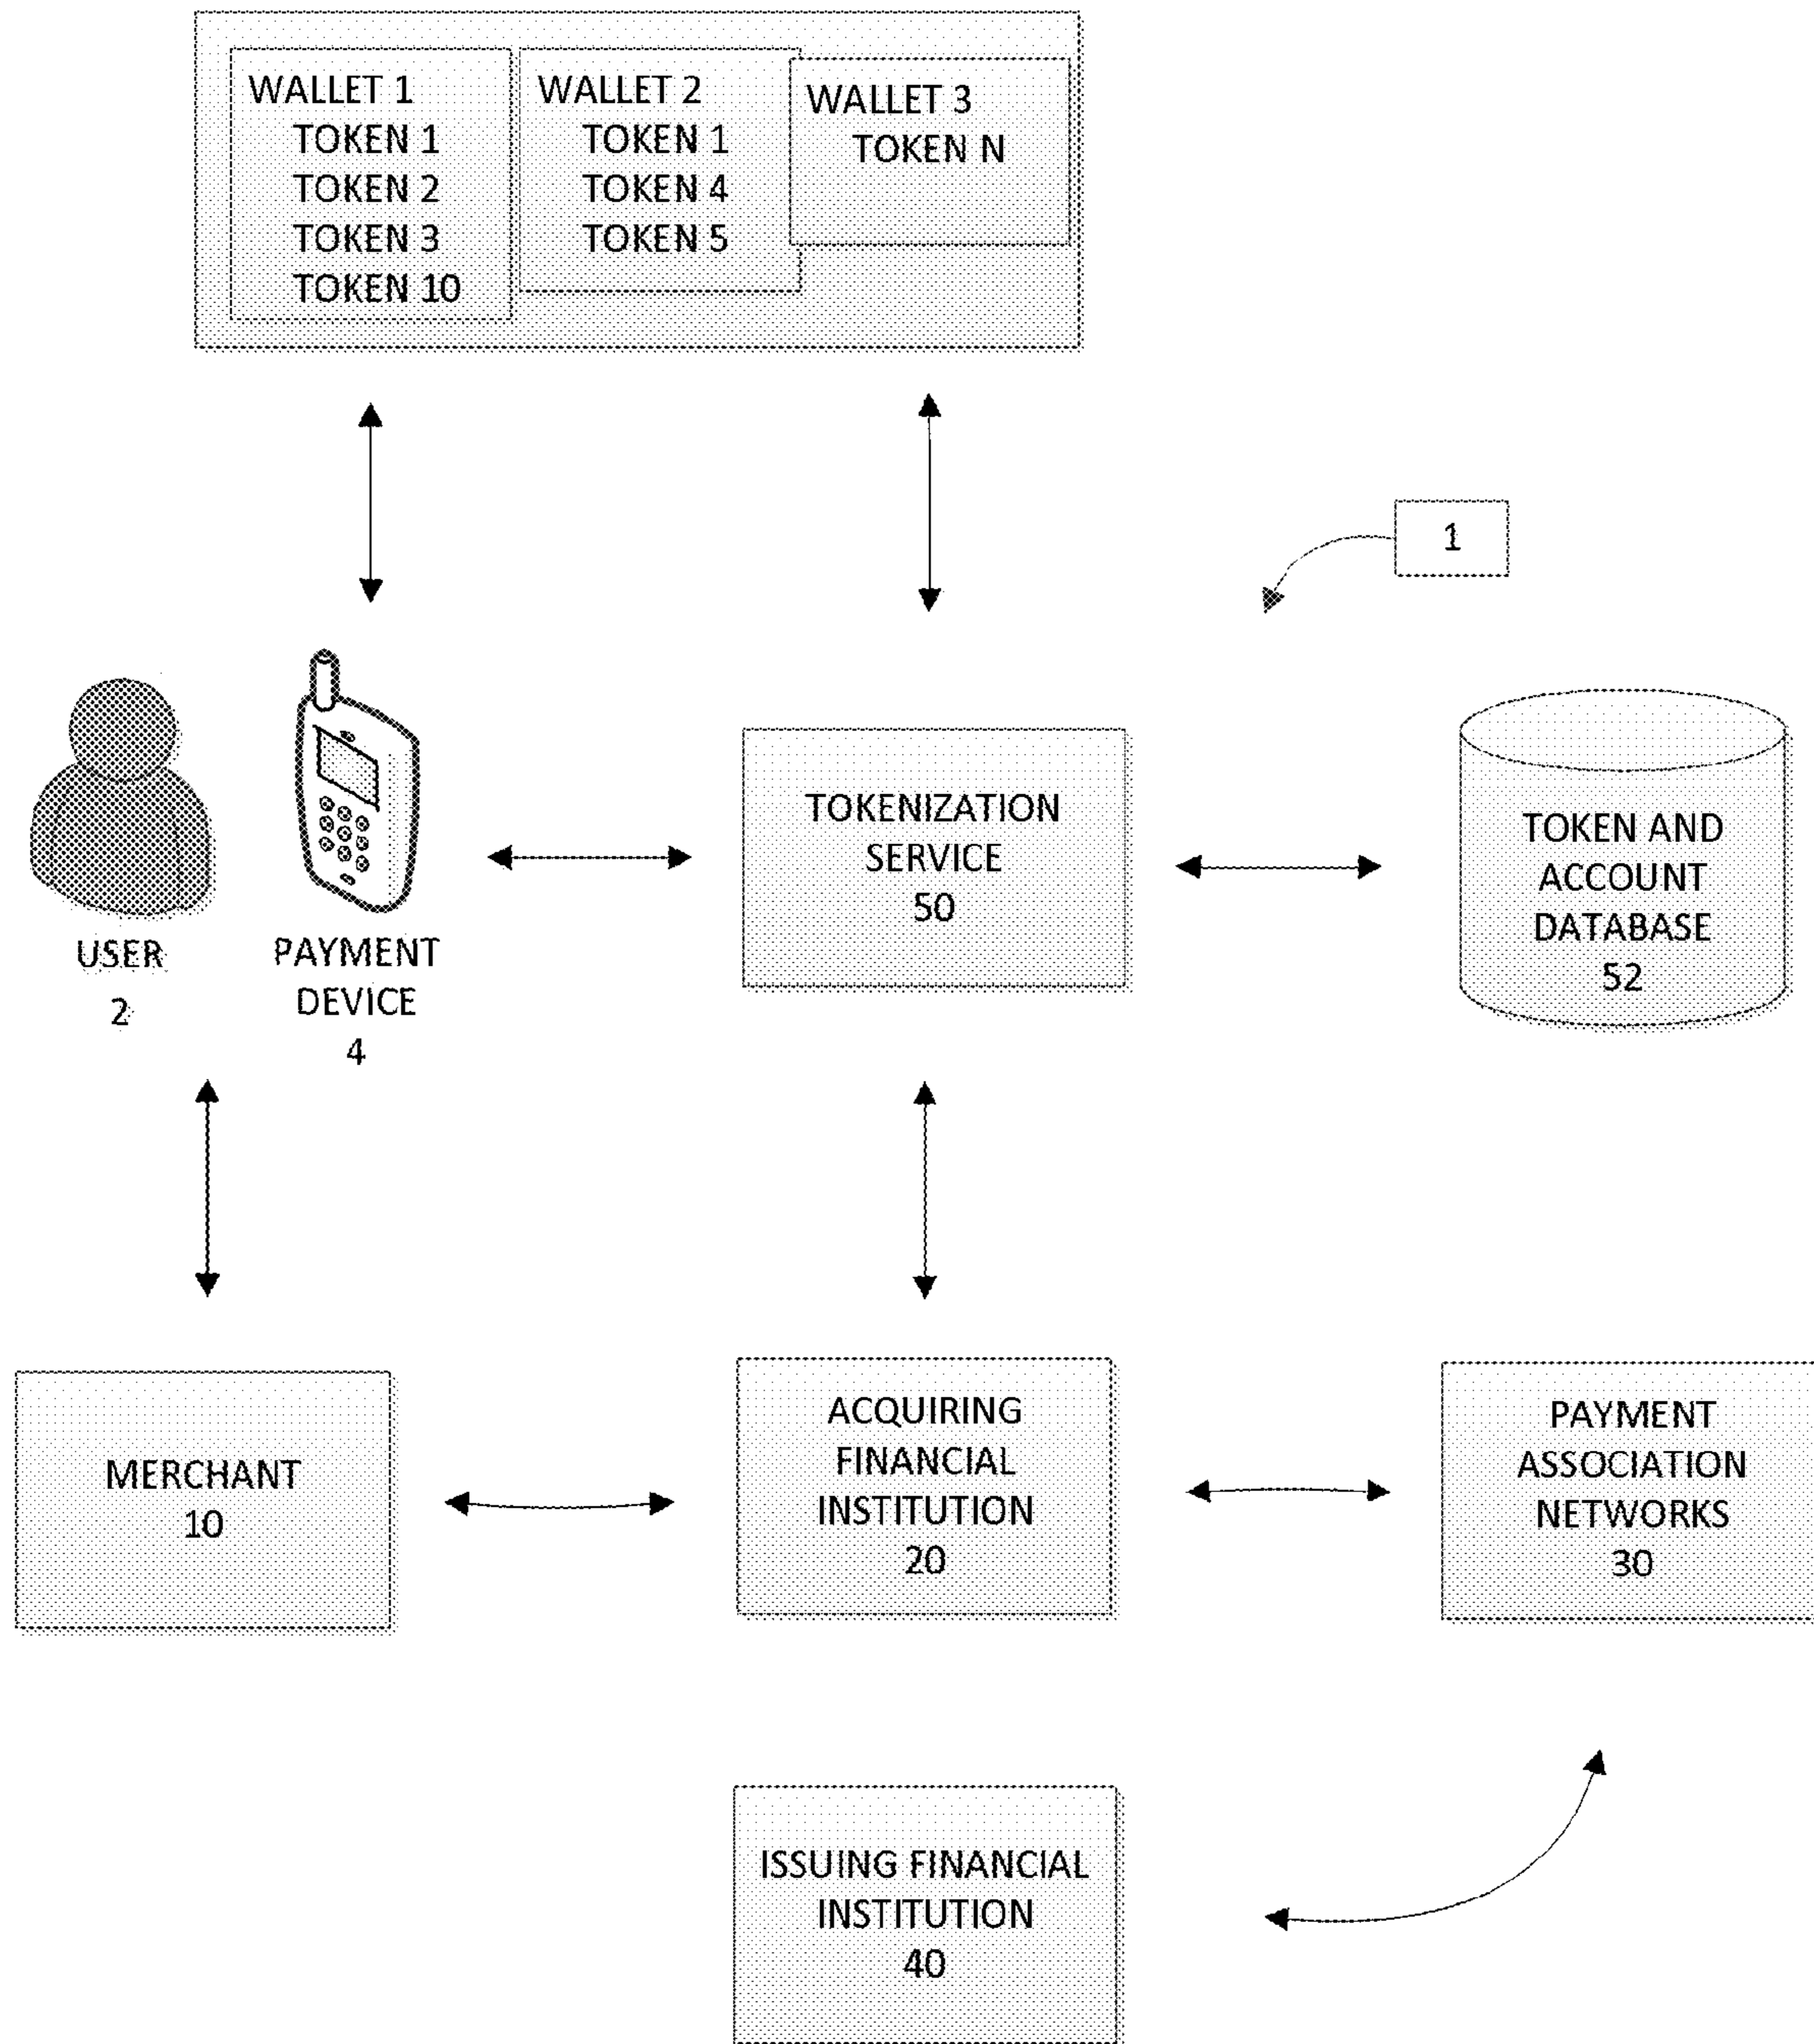 WALLET 1
TOKEN 1
TOKEN 2
TOKEN 3
TOKEN 10
WALLET 2
TOKEN 1
TOKEN 4
TOKEN 5
WALLET 3
TOKEN N
1
USER
2
PAYMENT
DEVICE
4
TOKENIZATION
SERVICE
50
TOKEN AND
ACCOUNT
DATABASE
52
MERCHANT
10
ACQUIRING
FINANCIAL
INSTITUTION
20
PAYMENT
ASSOCIATION
NETWORKS
30
ISSUING FINANCIAL
INSTITUTION
40